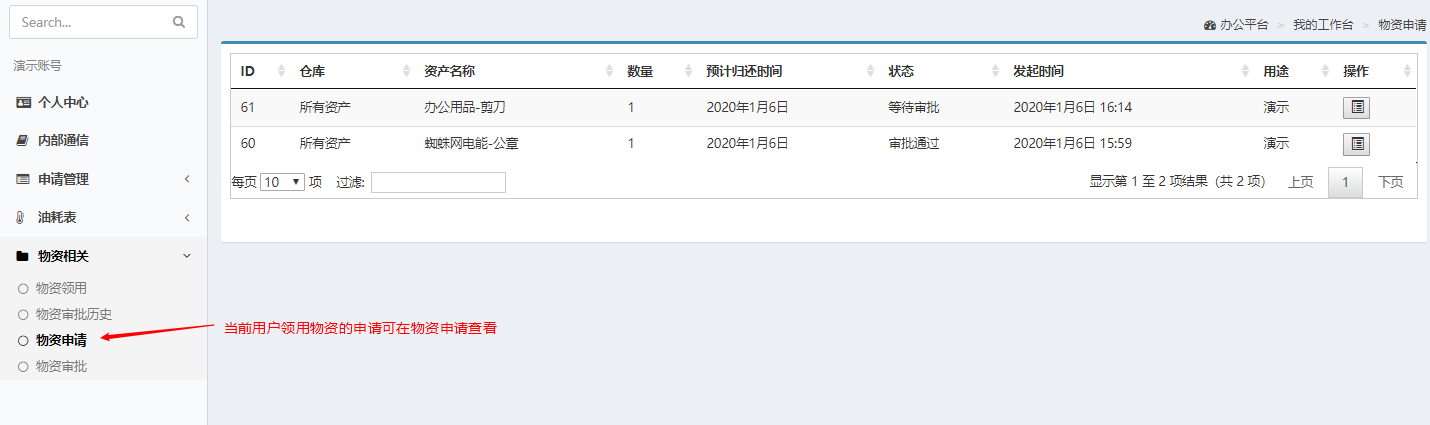 Search...
演示账号
个人中心
内部通信
申请管理
油耗表
物资相关
物资领用
物资审批历史
物资申请
物资审批
办公平台 > 我的工作台 > 物资申请
ID 仓库 资产名称 数量 预计归还时间 状态 发起时间 用途 操作
61 所有资产 办公用品-剪刀 1 2020年1月6日 等待审批 2020年1月6日 16:14 演示
60 所有资产 蜘蛛网电能-公章 1 2020年1月6日 审批通过 2020年1月6日 15:59 演示
每页 10 项 过滤: 显示第 1 至 2 项结果（共 2 项） 上页 1 下页
当前用户领用物资的申请可在物资申请查看